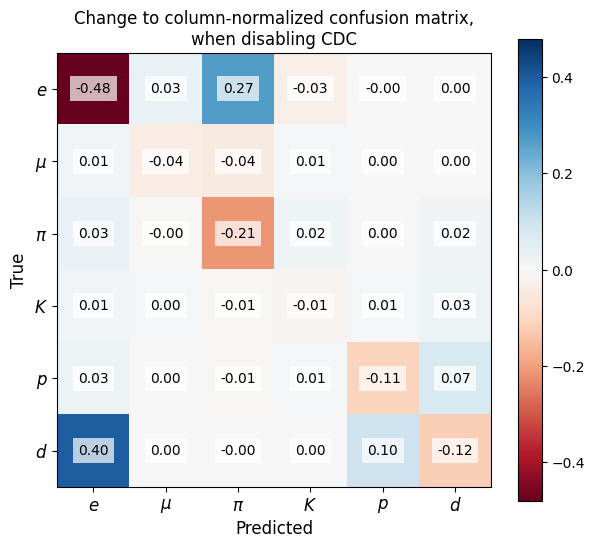 Change to column-normalized confusion matrix,
when disabling CDC
e -0.48 0.03 0.27 -0.03 -0.00 0.00
μ 0.01 -0.04 -0.04 0.01 0.00 0.00
π 0.03 -0.00 -0.21 0.02 0.00 0.02
K 0.01 0.00 -0.01 -0.01 0.01 0.03
p 0.03 0.00 -0.01 0.01 -0.11 0.07
d 0.40 0.00 -0.00 0.00 0.10 -0.12
e μ π K p d
Predicted
True
0.4
0.2
0.0
−0.2
−0.4